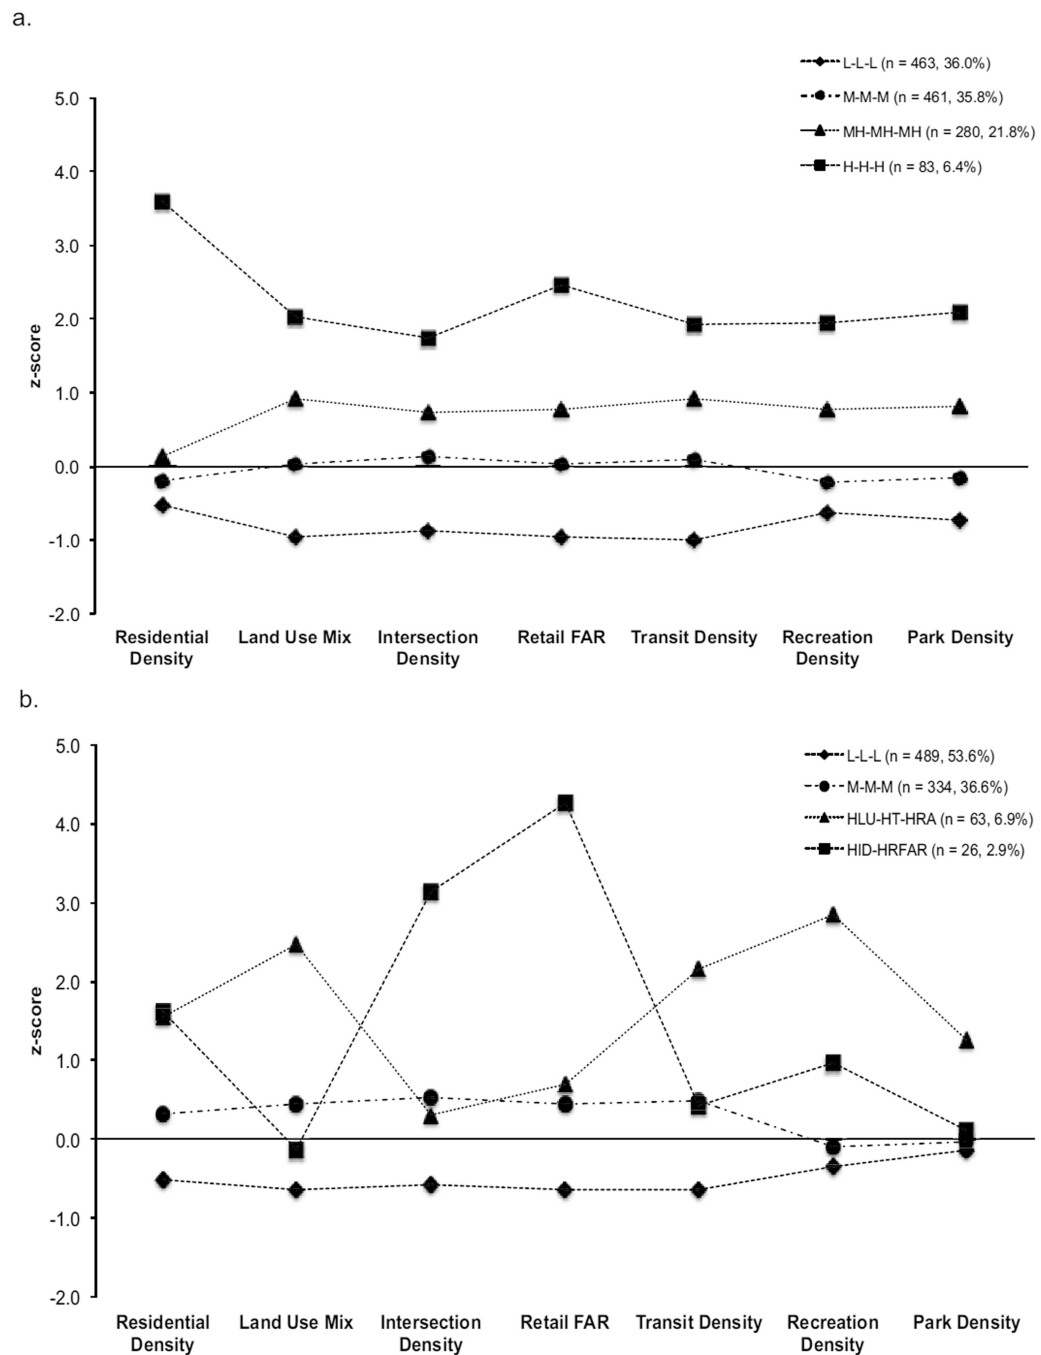 a.
L-L-L (n = 463, 36.0%)
M-M-M (n = 461, 35.8%)
MH-MH-MH (n = 280, 21.8%)
H-H-H (n = 83, 6.4%)
5.0
4.0
3.0
2.0
1.0
0.0
-1.0
-2.0
z-score
Residential
Density
Land Use Mix
Intersection
Density
Retail FAR
Transit Density
Recreation
Density
Park Density
b.
L-L-L (n = 489, 53.6%)
M-M-M (n = 334, 36.6%)
HLU-HT-HRA (n = 63, 6.9%)
HID-HRFAR (n = 26, 2.9%)
5.0
4.0
3.0
2.0
1.0
0.0
-1.0
-2.0
z-score
Residential
Density
Land Use Mix
Intersection
Density
Retail FAR
Transit Density
Recreation
Density
Park Density